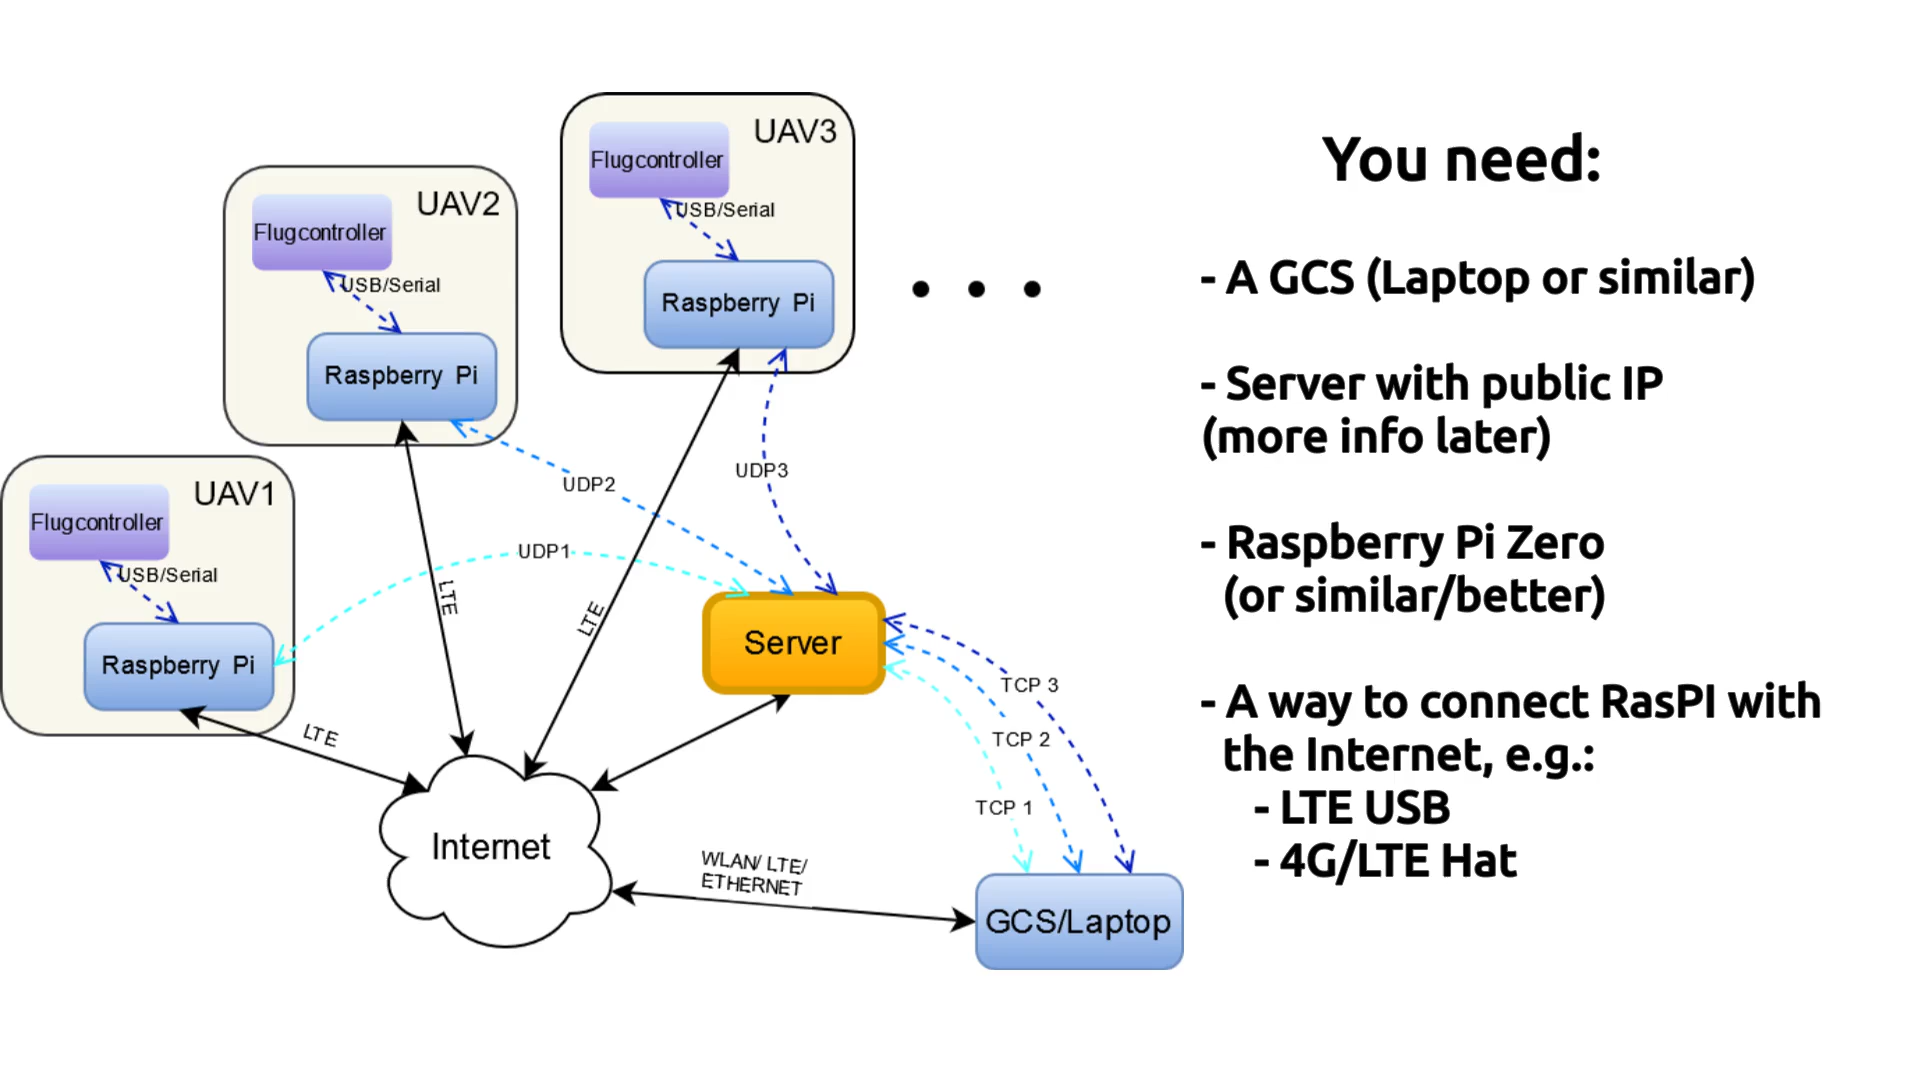 UAV3
Flugcontroller
USB/Serial
Raspberry Pi
UAV2
Flugcontroller
USB/Serial
Raspberry Pi
UAV1
Flugcontroller
USB/Serial
Raspberry Pi
UDP3
UDP2
UDP1
LTE
LTE
LTE
Server
TCP 3
TCP 2
TCP 1
Internet
WLAN/ LTE/
ETHERNET
GCS/Laptop
You need:
- A GCS (Laptop or similar)
- Server with public IP
(more info later)
- Raspberry Pi Zero
(or similar/better)
- A way to connect RasPI with
the Internet, e.g.:
- LTE USB
- 4G/LTE Hat